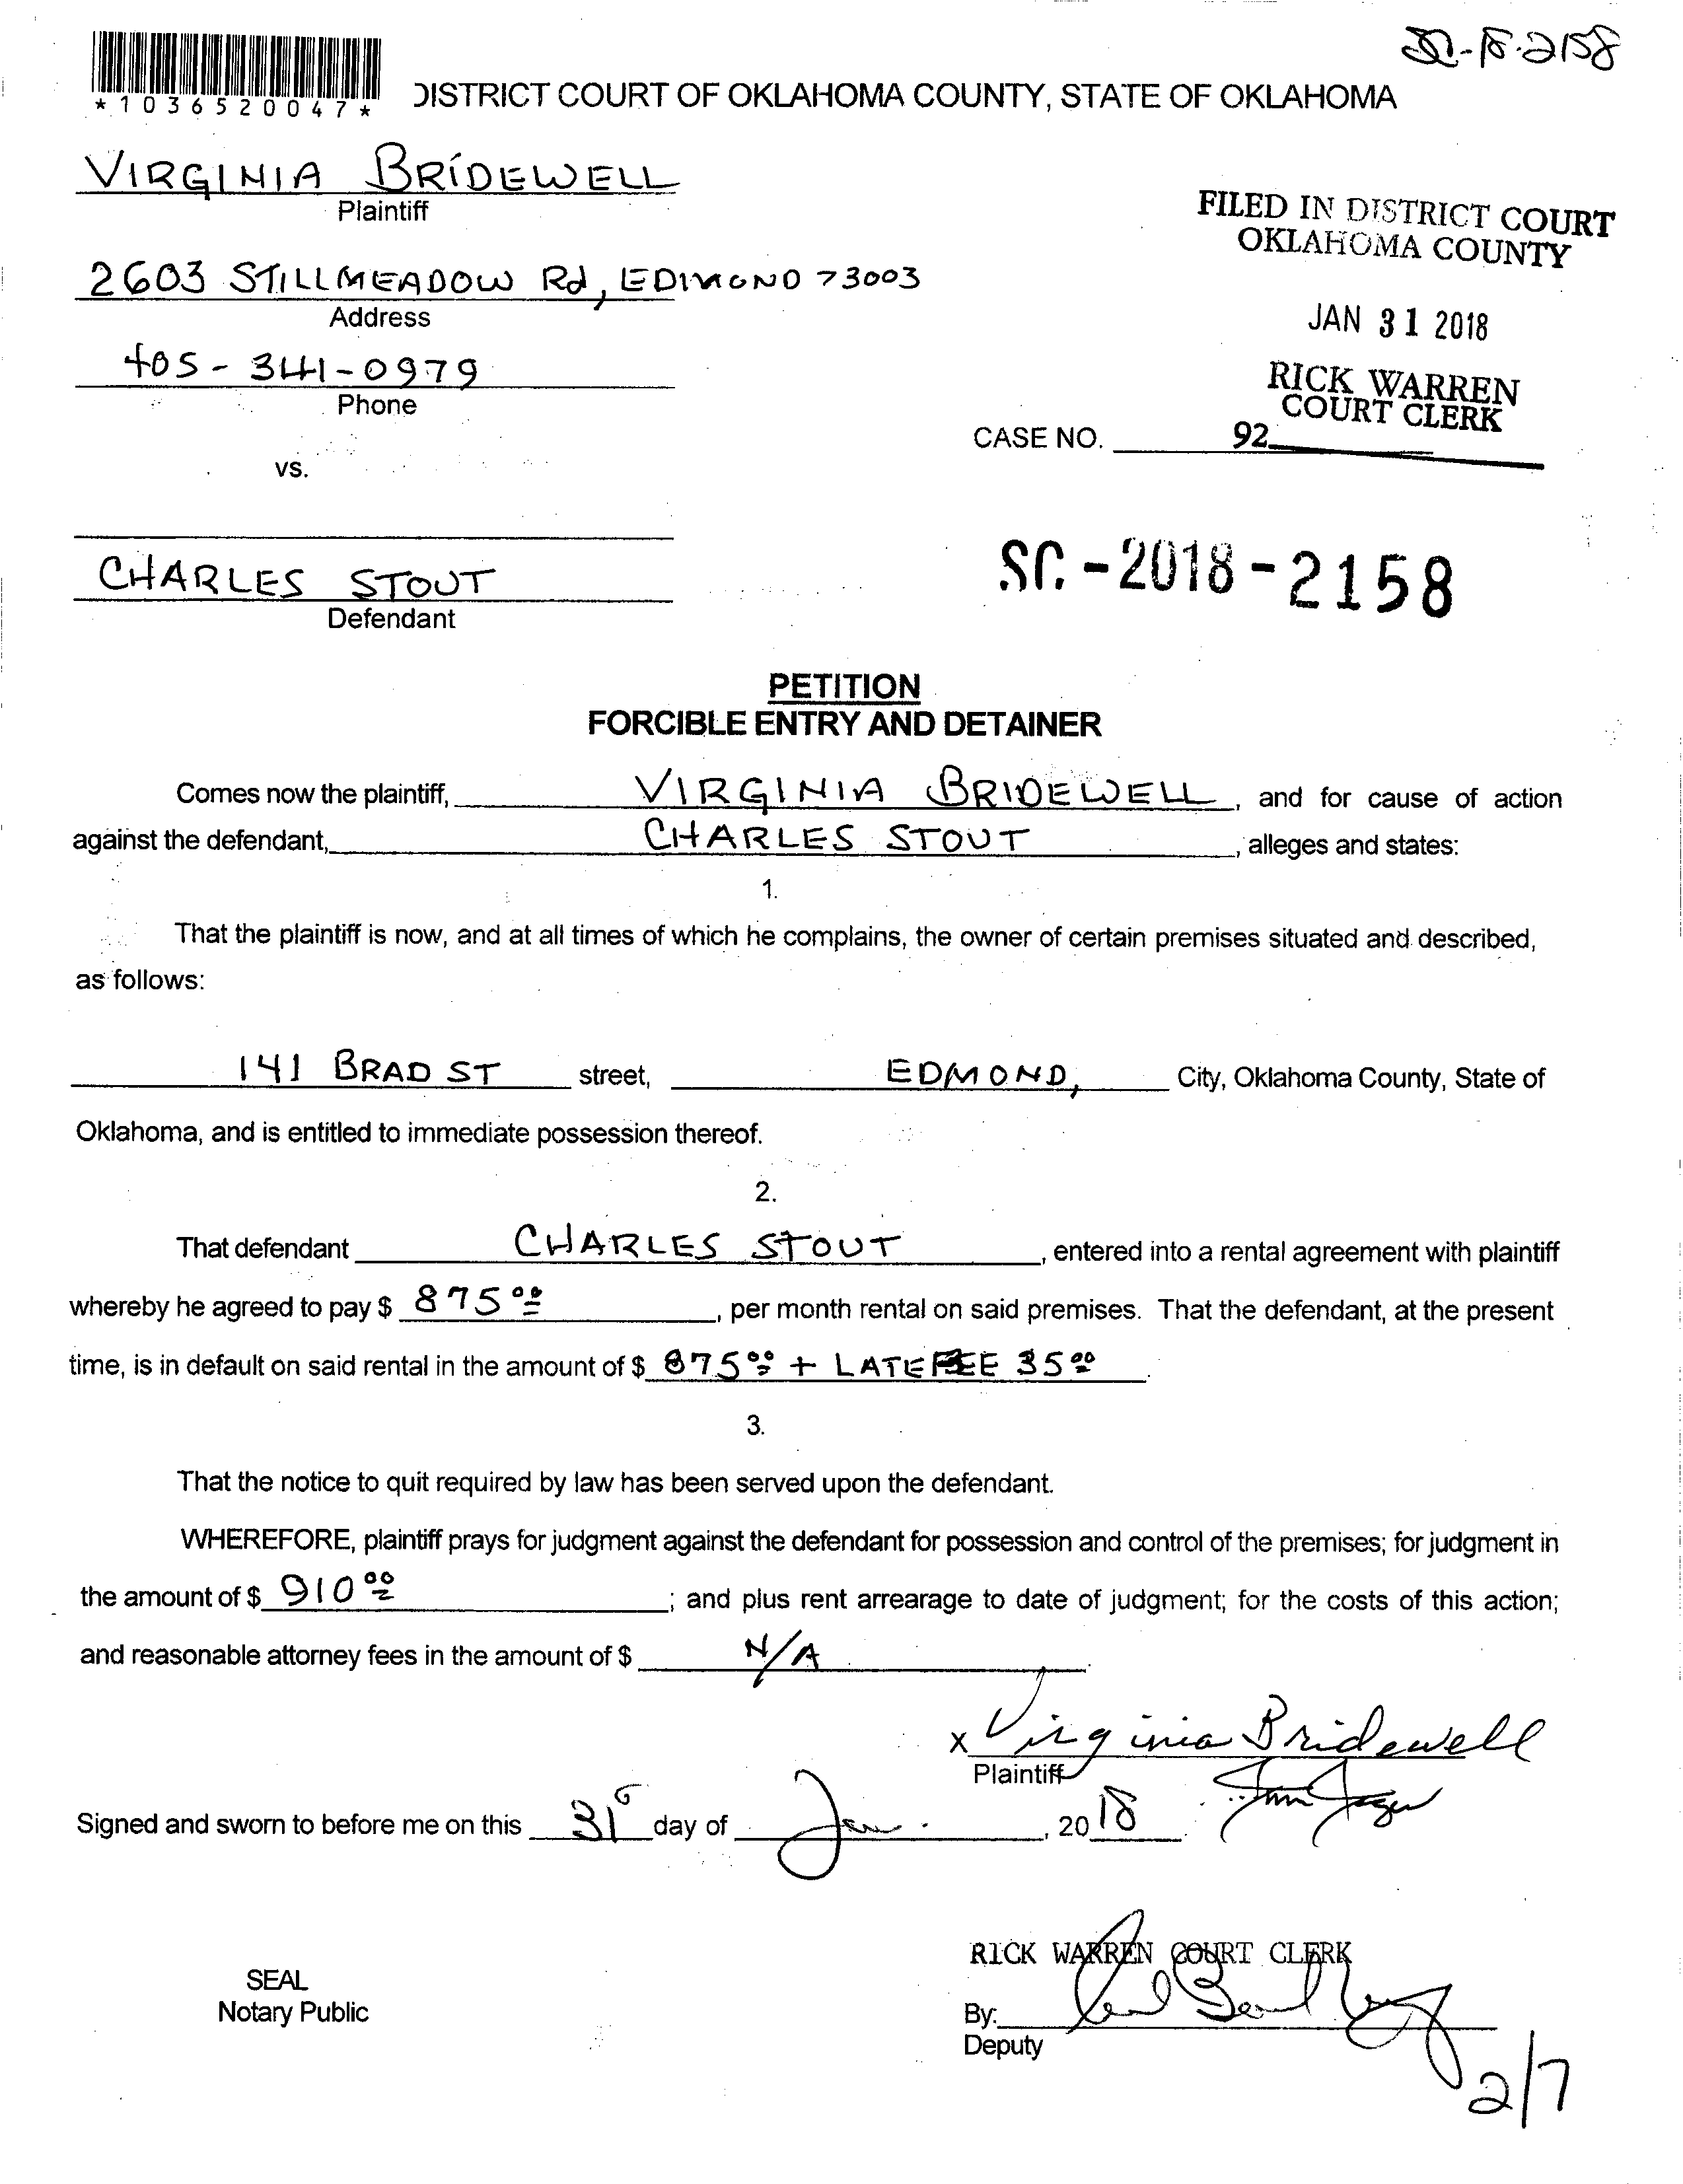 SC-18-2158
*1036520047*
DISTRICT COURT OF OKLAHOMA COUNTY, STATE OF OKLAHOMA
VIRGINIA BRIDEWELL
Plaintiff
FILED IN DISTRICT COURT
OKLAHOMA COUNTY
2603 STILLMEADOW Rd, EDMOND 73003
Address
JAN 31 2018
405-341-0979
Phone
RICK WARREN
COURT CLERK
CASE NO. 92
vs.
CHARLES STOUT
Defendant
SC-2018-2158
PETITION
FORCIBLE ENTRY AND DETAINER
Comes now the plaintiff, VIRGINIA BRIDEWELL, and for cause of action
against the defendant, CHARLES STOUT, alleges and states:
1.
That the plaintiff is now, and at all times of which he complains, the owner of certain premises situated and described,
as follows:
141 BRAD ST street, EDMOND, City, Oklahoma County, State of
Oklahoma, and is entitled to immediate possession thereof.
2.
That defendant CHARLES STOUT, entered into a rental agreement with plaintiff
whereby he agreed to pay $ 875 00, per month rental on said premises. That the defendant, at the present
time, is in default on said rental in the amount of $ 875 00 + LATE FEE 35 00.
3.
That the notice to quit required by law has been served upon the defendant.
WHEREFORE, plaintiff prays for judgment against the defendant for possession and control of the premises; for judgment in
the amount of $ 910 00; and plus rent arrearage to date of judgment; for the costs of this action;
and reasonable attorney fees in the amount of $ N/A.
x Virginia Bridewell
Plaintiff
Signed and sworn to before me on this 31 day of Jan., 2018.
RICK WARREN COURT CLERK
SEAL
Notary Public
By:
Deputy
2/7